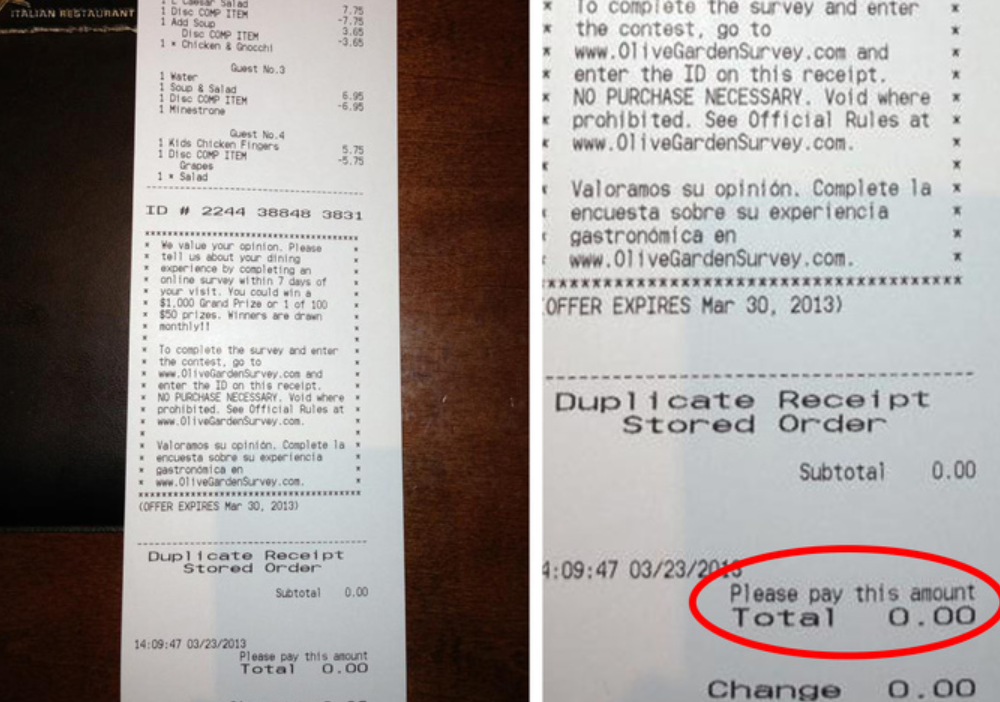 ITALIAN RESTAURANT
1 L Caesar Salad 7.75
1 Disc COMP ITEM -7.75
1 Add Soup 3.65
Disc COMP ITEM -3.65
1 * Chicken & Gnocchi
Guest No.3
1 Water
1 Soup & Salad 6.95
1 Disc COMP ITEM -6.95
1 Minestrone
Guest No.4
1 Kids Chicken Fingers 5.75
1 Disc COMP ITEM -5.75
Grapes
1 * Salad
ID # 2244 38848 3831
* We value your opinion. Please *
* tell us about your dining *
* experience by completing an *
* online survey within 7 days of *
* your visit. You could win a *
* $1,000 Grand Prize or 1 of 100 *
* $50 prizes. Winners are drawn *
* monthly!! *
* To complete the survey and enter *
* the contest, go to *
* www.OliveGardenSurvey.com and *
* enter the ID on this receipt. *
* NO PURCHASE NECESSARY. Void where *
* prohibited. See Official Rules at *
* www.OliveGardenSurvey.com. *
* Valoramos su opinión. Complete la *
* encuesta sobre su experiencia *
* gastronómica en *
* www.OliveGardenSurvey.com. *
(OFFER EXPIRES Mar 30, 2013)
Duplicate Receipt
Stored Order
Subtotal 0.00
14:09:47 03/23/2013
Please pay this amount
Total 0.00
* To complete the survey and enter *
* the contest, go to *
* www.OliveGardenSurvey.com and *
* enter the ID on this receipt. *
* NO PURCHASE NECESSARY. Void where *
* prohibited. See Official Rules at *
* www.OliveGardenSurvey.com. *
Valoramos su opinión. Complete la *
encuesta sobre su experiencia *
gastronómica en *
www.OliveGardenSurvey.com. *
(OFFER EXPIRES Mar 30, 2013)
Duplicate Receipt
Stored Order
Subtotal 0.00
4:09:47 03/23/2013
Please pay this amount
Total 0.00
Change 0.00